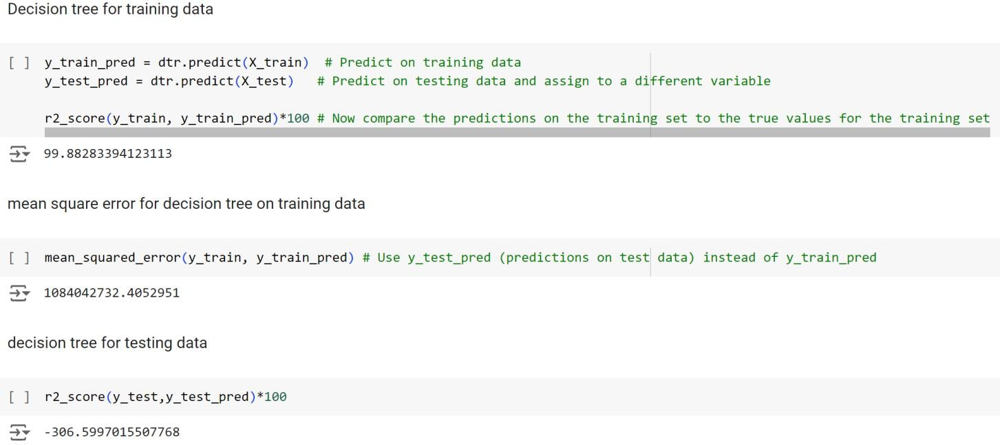 Decision tree for training data
[ ] y_train_pred = dtr.predict(X_train)  # Predict on training data
y_test_pred = dtr.predict(X_test)   # Predict on testing data and assign to a different variable
r2_score(y_train, y_train_pred)*100 # Now compare the predictions on the training set to the true values for the training set
99.88283394123113
mean square error for decision tree on training data
[ ] mean_squared_error(y_train, y_train_pred) # Use y_test_pred (predictions on test data) instead of y_train_pred
1084042732.4052951
decision tree for testing data
[ ] r2_score(y_test,y_test_pred)*100
-306.5997015507768